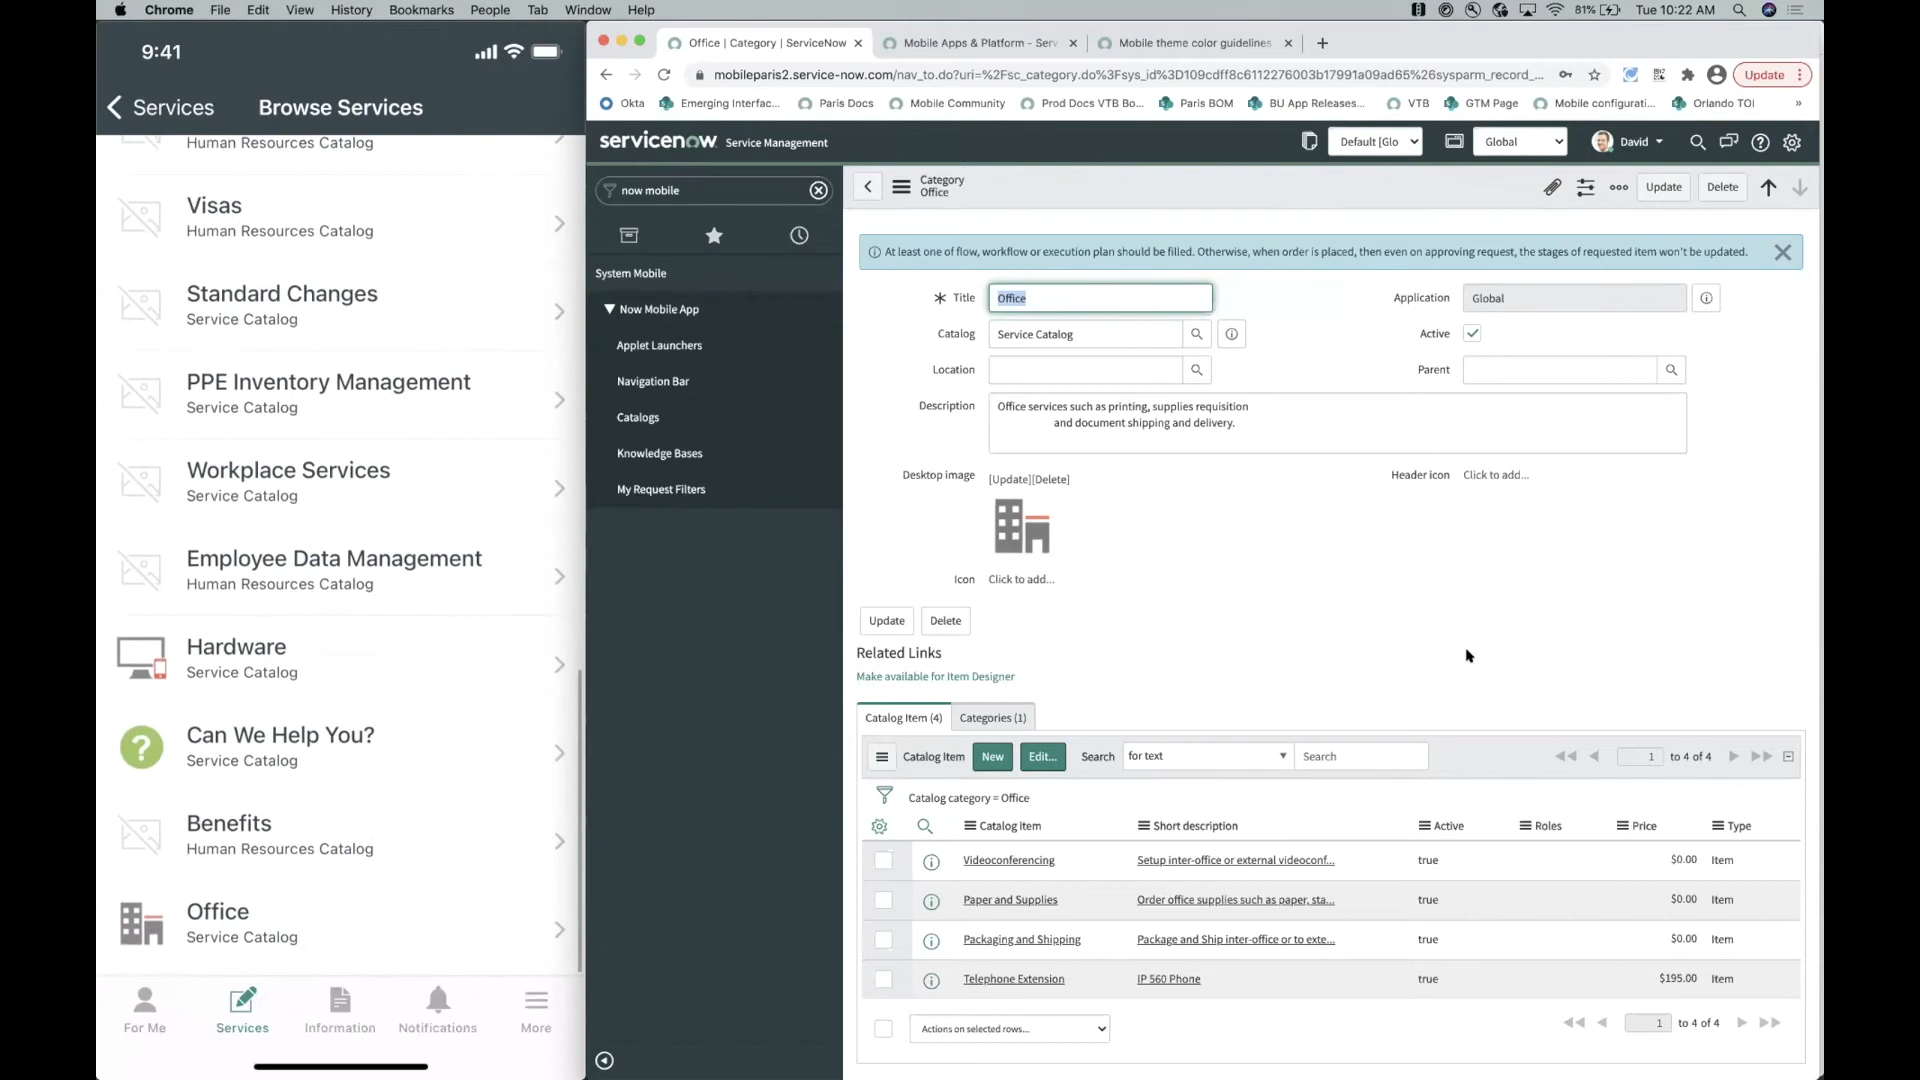 Chrome File Edit View History Bookmarks People Tab Window Help
81% Tue 10:22 AM
9:41
Services Browse Services
Human Resources Catalog
Visas
Human Resources Catalog
Standard Changes
Service Catalog
PPE Inventory Management
Service Catalog
Workplace Services
Service Catalog
Employee Data Management
Human Resources Catalog
Hardware
Service Catalog
?
Can We Help You?
Service Catalog
Benefits
Human Resources Catalog
Office
Service Catalog
For Me Services Information Notifications More
Office | Category | ServiceNow Mobile Apps & Platform - Serv Mobile theme color guidelines
mobileparis2.service-now.com/nav_to.do?uri=%2Fsc_category.do%3Fsys_id%3D109cdff8c6112276003b17991a09ad65%26sysparm_record_... Update
Okta Emerging Interfac... Paris Docs Mobile Community Prod Docs VTB Bo... Paris BOM BU App Releases... VTB GTM Page Mobile configurati... Orlando TOI »
servicenow Service Management Default [Glo Global David
now mobile
System Mobile
Now Mobile App
Applet Launchers
Navigation Bar
Catalogs
Knowledge Bases
My Request Filters
Category
Office
Update Delete
At least one of flow, workflow or execution plan should be filled. Otherwise, when order is placed, then even on approving request, the stages of requested item won't be updated.
Title Office Application Global
Catalog Service Catalog Active
Location Parent
Description Office services such as printing, supplies requisition
and document shipping and delivery.
Desktop image [Update][Delete] Header icon Click to add...
Icon Click to add...
Update Delete
Related Links
Make available for Item Designer
Catalog Item (4) Categories (1)
Catalog Item New Edit... Search for text Search 1 to 4 of 4
Catalog category = Office
Catalog Item Short description Active Roles Price Type
Videoconferencing Setup inter-office or external videoconf... true $0.00 Item
Paper and Supplies Order office supplies such as paper, sta... true $0.00 Item
Packaging and Shipping Package and Ship inter-office or to exte... true $0.00 Item
Telephone Extension IP 560 Phone true $195.00 Item
Actions on selected rows... 1 to 4 of 4